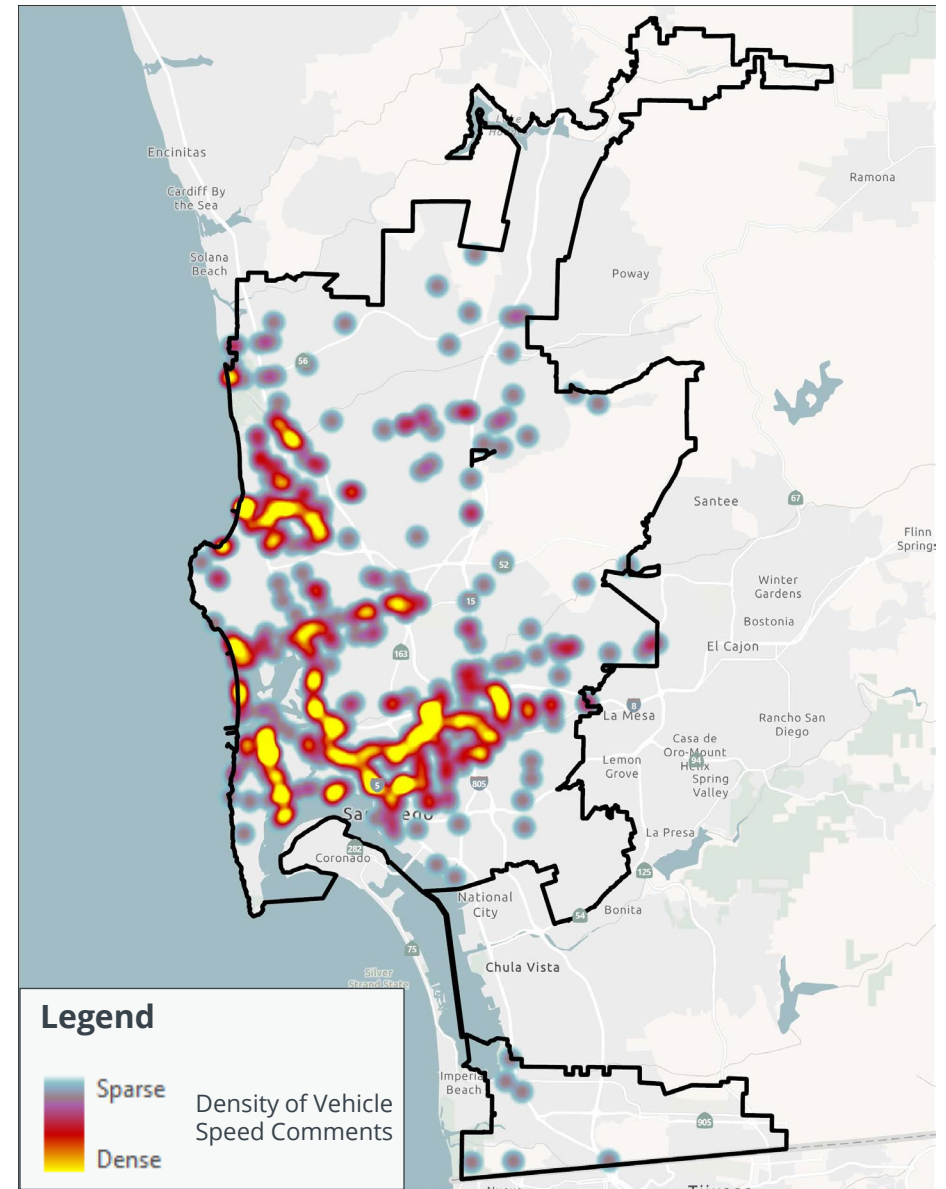 Lake
Encinitas
Ramona
Cardiff By
the Sea
Solana
Beach
Poway
56
Santee
67
Flinn
Springs
52
Winter
Gardens
15
Bostonia
163
El Cajon
8
La Mesa
Rancho San
Diego
Casa de
Oro-Mount
Helix
94
Lemon
Grove
Spring
Valley
5
805
San Diego
La Presa
282
Coronado
125
National
City
54
Bonita
75
Chula Vista
Silver
Strand State
Legend
Sparse
Density of Vehicle
Speed Comments
Dense
Imperial
Beach
905